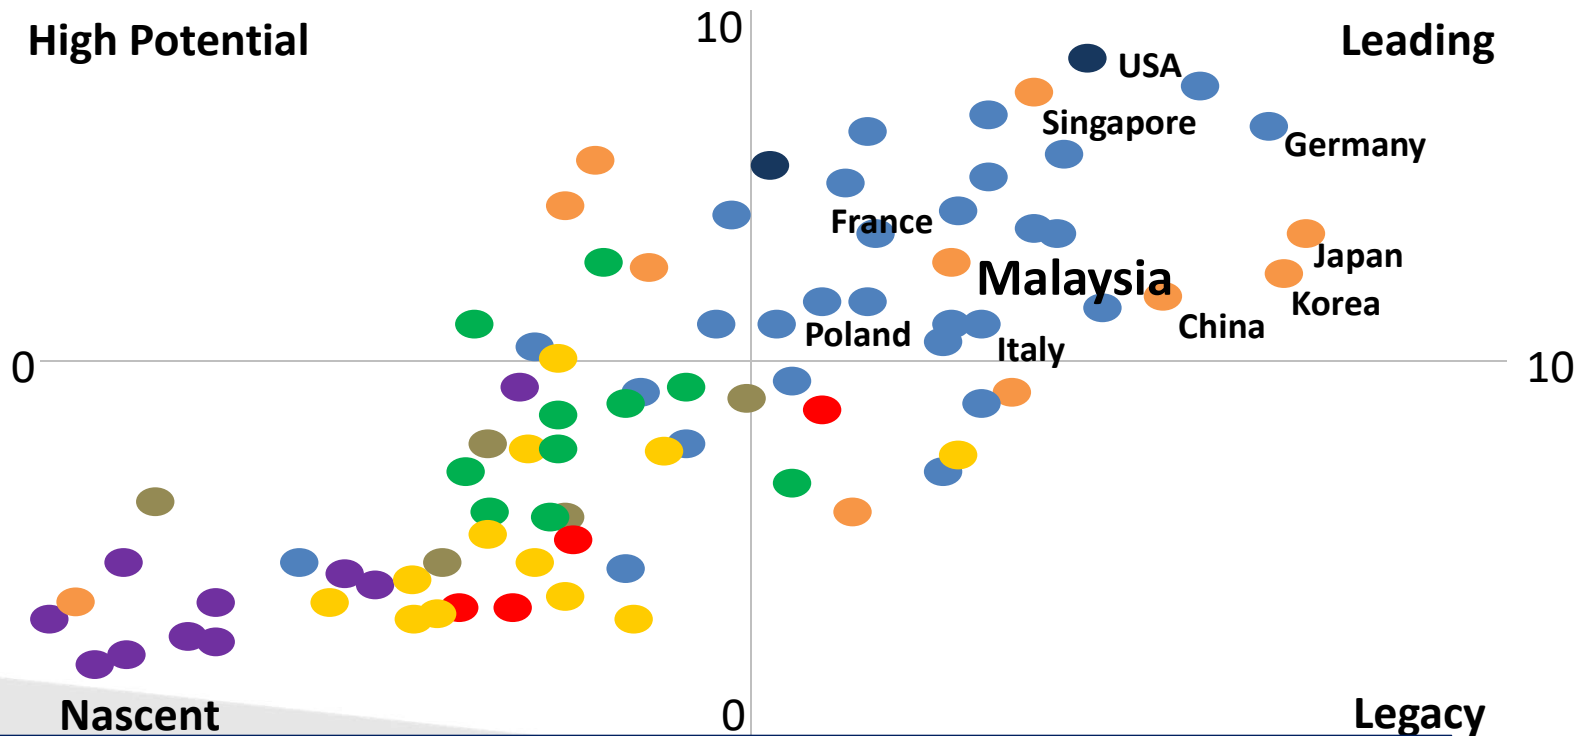 10
High Potential
Leading
USA
Singapore
Germany
France
Japan
Malaysia
Korea
China
Poland
Italy
0
10
Nascent
0
Legacy